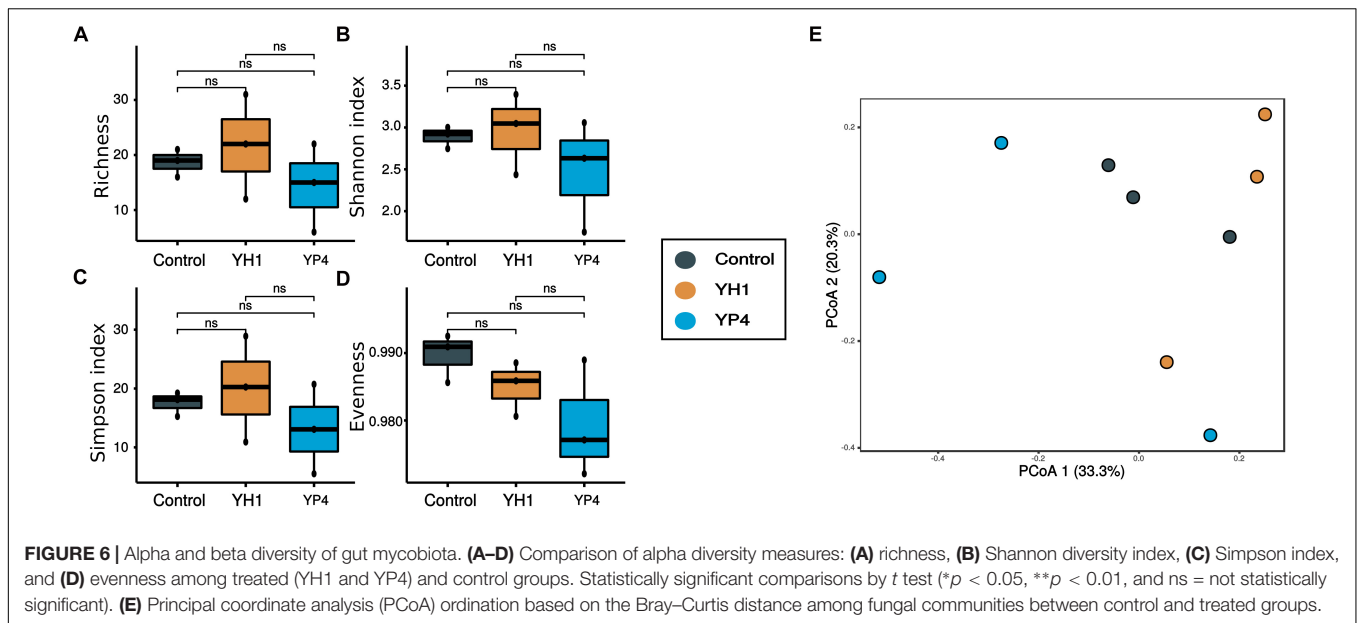 A
Richness
30
20
10
ns
ns
ns
Control
YH1
YP4
B
Shannon index
3.5
3.0
2.5
2.0
ns
ns
ns
Control
YH1
YP4
C
Simpson index
30
20
10
ns
ns
ns
Control
YH1
YP4
D
Evenness
0.990
0.980
ns
ns
ns
Control
YH1
YP4
Control
YH1
YP4
E
PCoA 2 (20.3%)
0.2
0.0
-0.2
-0.4
-0.4
-0.2
0.0
0.2
PCoA 1 (33.3%)
FIGURE 6 | Alpha and beta diversity of gut mycobiota. (A–D) Comparison of alpha diversity measures: (A) richness, (B) Shannon diversity index, (C) Simpson index,
and (D) evenness among treated (YH1 and YP4) and control groups. Statistically significant comparisons by t test (*p < 0.05, **p < 0.01, and ns = not statistically
significant). (E) Principal coordinate analysis (PCoA) ordination based on the Bray–Curtis distance among fungal communities between control and treated groups.